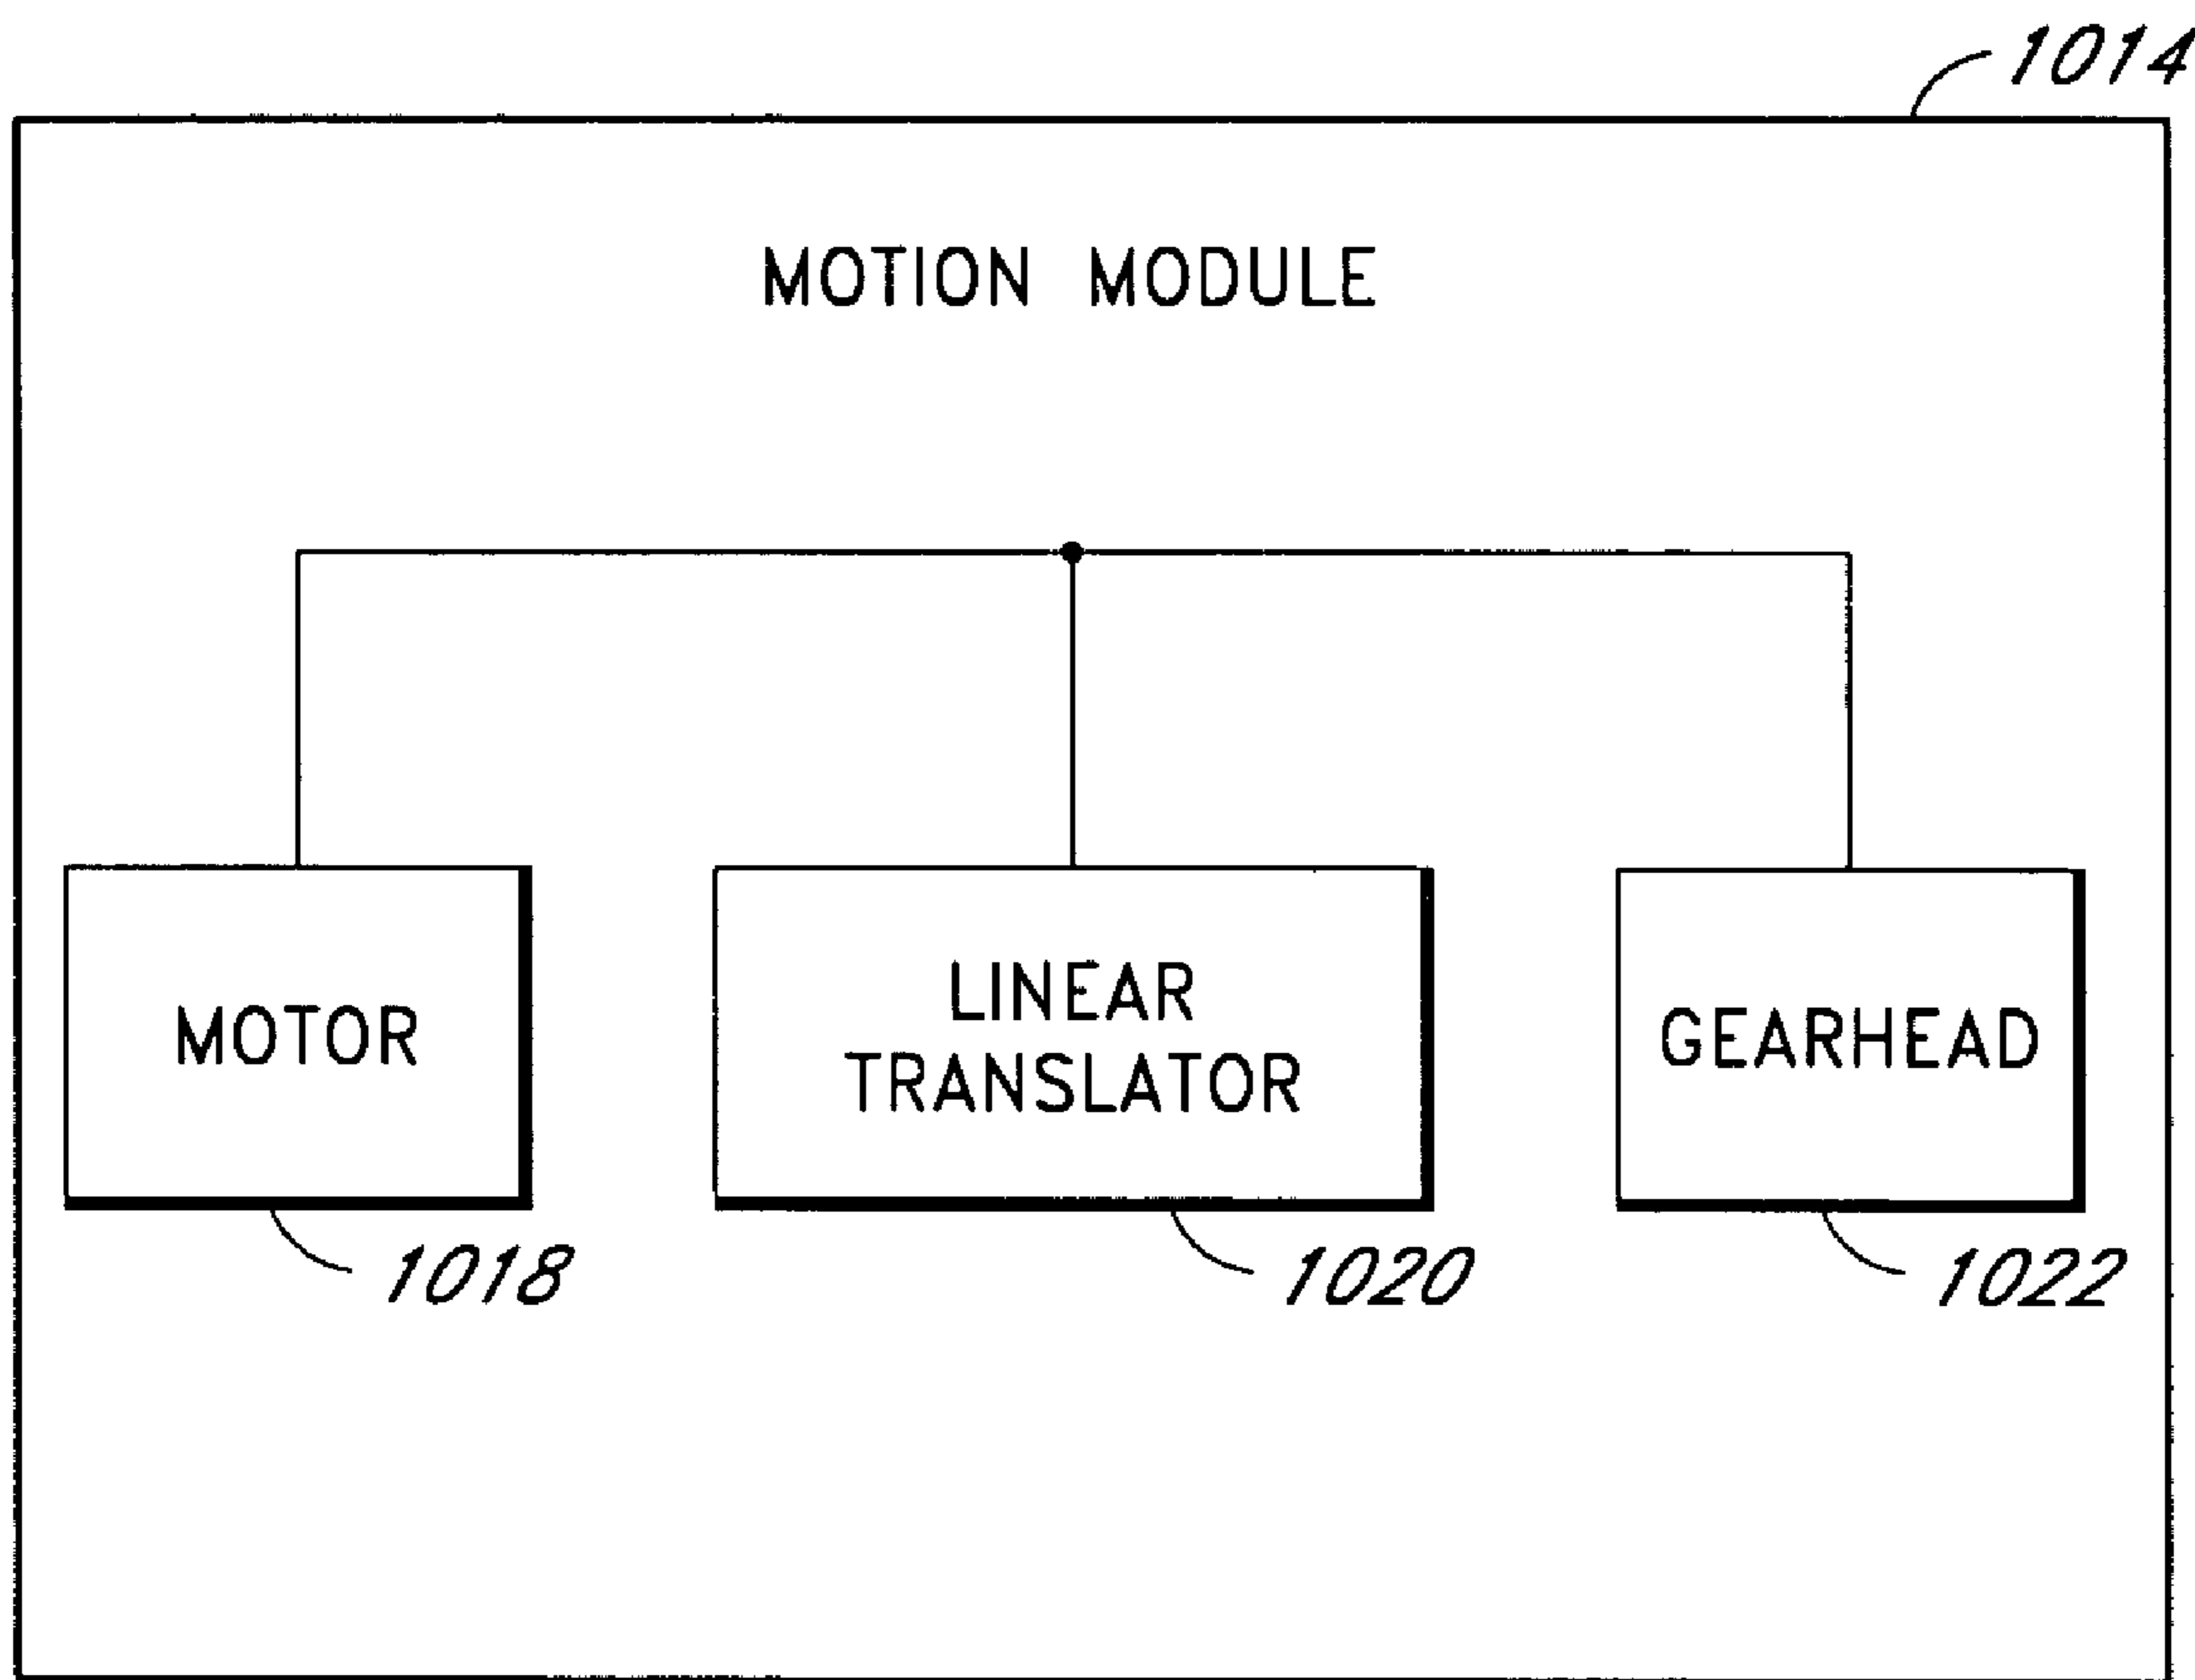 1014
MOTION MODULE
MOTOR
LINEAR
TRANSLATOR
GEARHEAD
1018
1020
1022